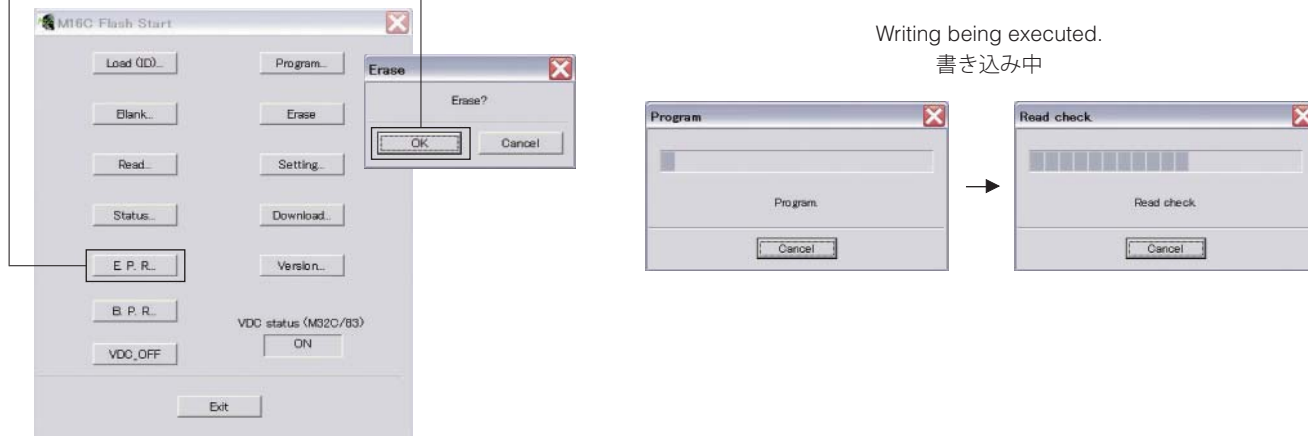 M16C Flash Start
Load (ID)...
Program...
Blank...
Erase
Read...
Setting...
Status...
Download...
E. P. R...
Version...
B. P. R...
VDC status (M32C/83)
ON
VDC_OFF
Exit
Erase
Erase?
OK
Cancel
Writing being executed.
書き込み中
Program
Program.
Cancel
Read check.
Read check.
Cancel